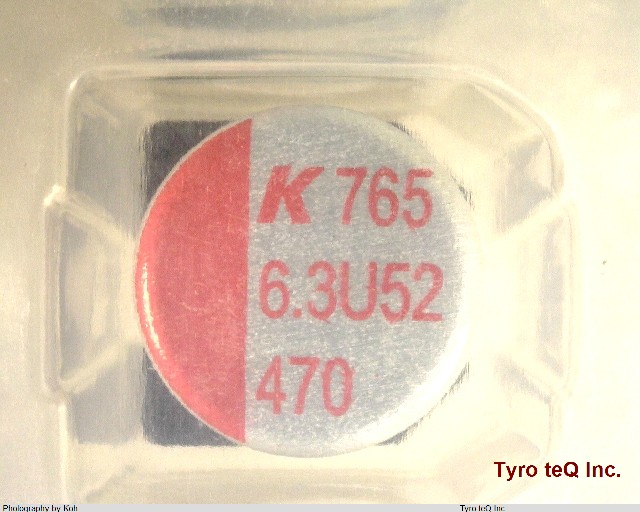 K 765
6.3U52
470
Tyro teQ Inc.
Photography by Koh
Tyro teQ Inc